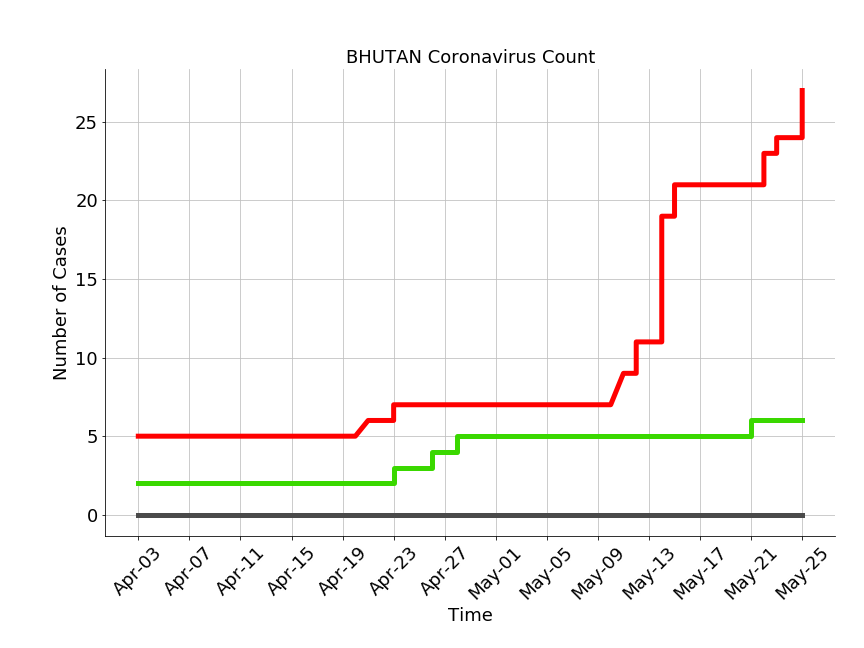 BHUTAN Coronavirus Count
Number of Cases
25
20
15
10
5
0
Apr-03
Apr-07
Apr-11
Apr-15
Apr-19
Apr-23
Apr-27
May-01
May-05
May-09
May-13
May-17
May-21
May-25
Time